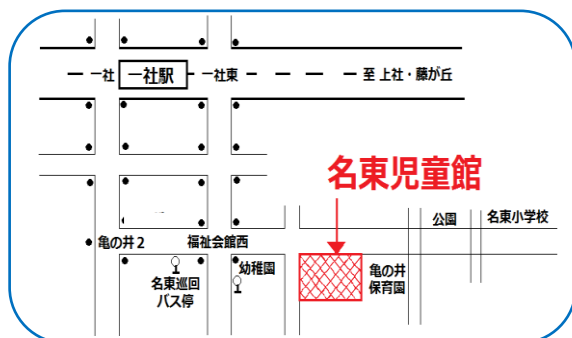 一社
一社駅
一社東
至 上社・藤が丘
名東児童館
公園
名東小学校
亀の井2
福祉会館西
名東巡回
バス停
幼稚園
亀の井
保育園